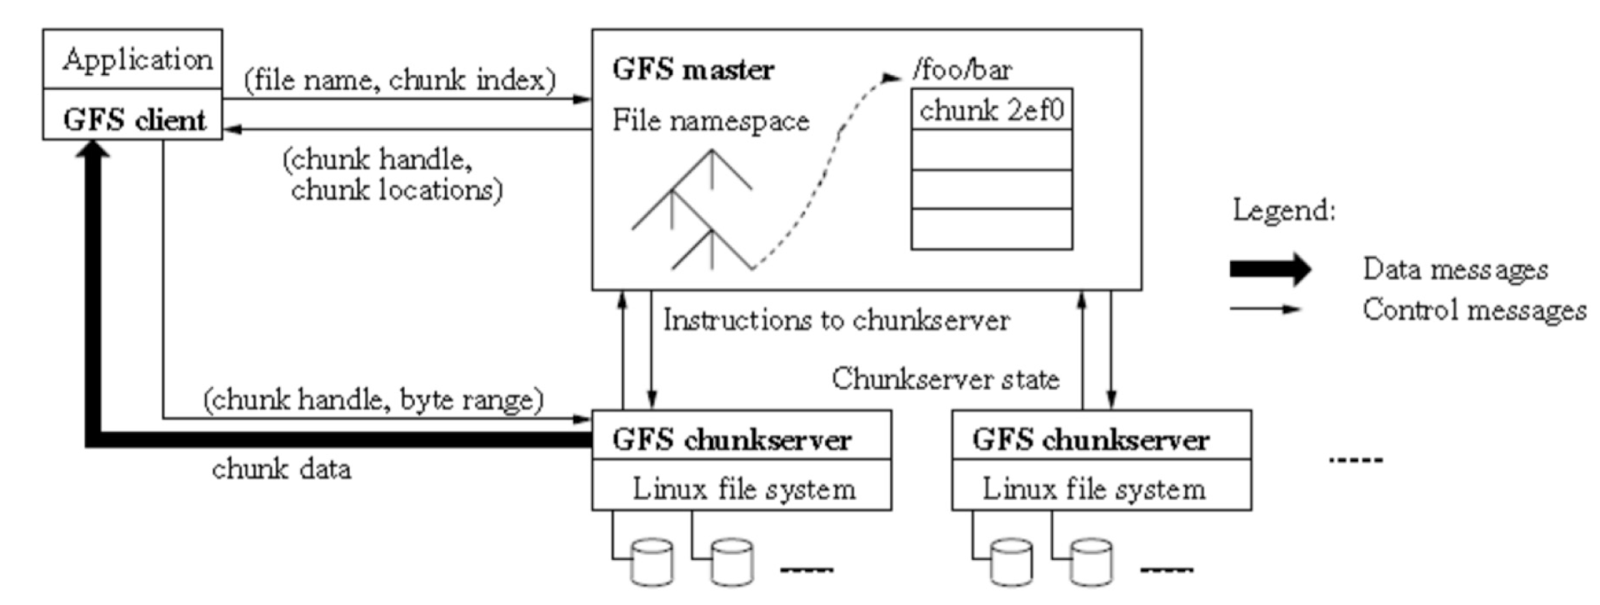 Application
GFS client
(file name, chunk index)
(chunk handle,
chunk locations)
GFS master
File namespace
/foo/bar
chunk 2ef0
Legend:
Data messages
Control messages
Instructions to chunkserver
Chunkserver state
(chunk handle, byte range)
chunk data
GFS chunkserver
Linux file system
GFS chunkserver
Linux file system